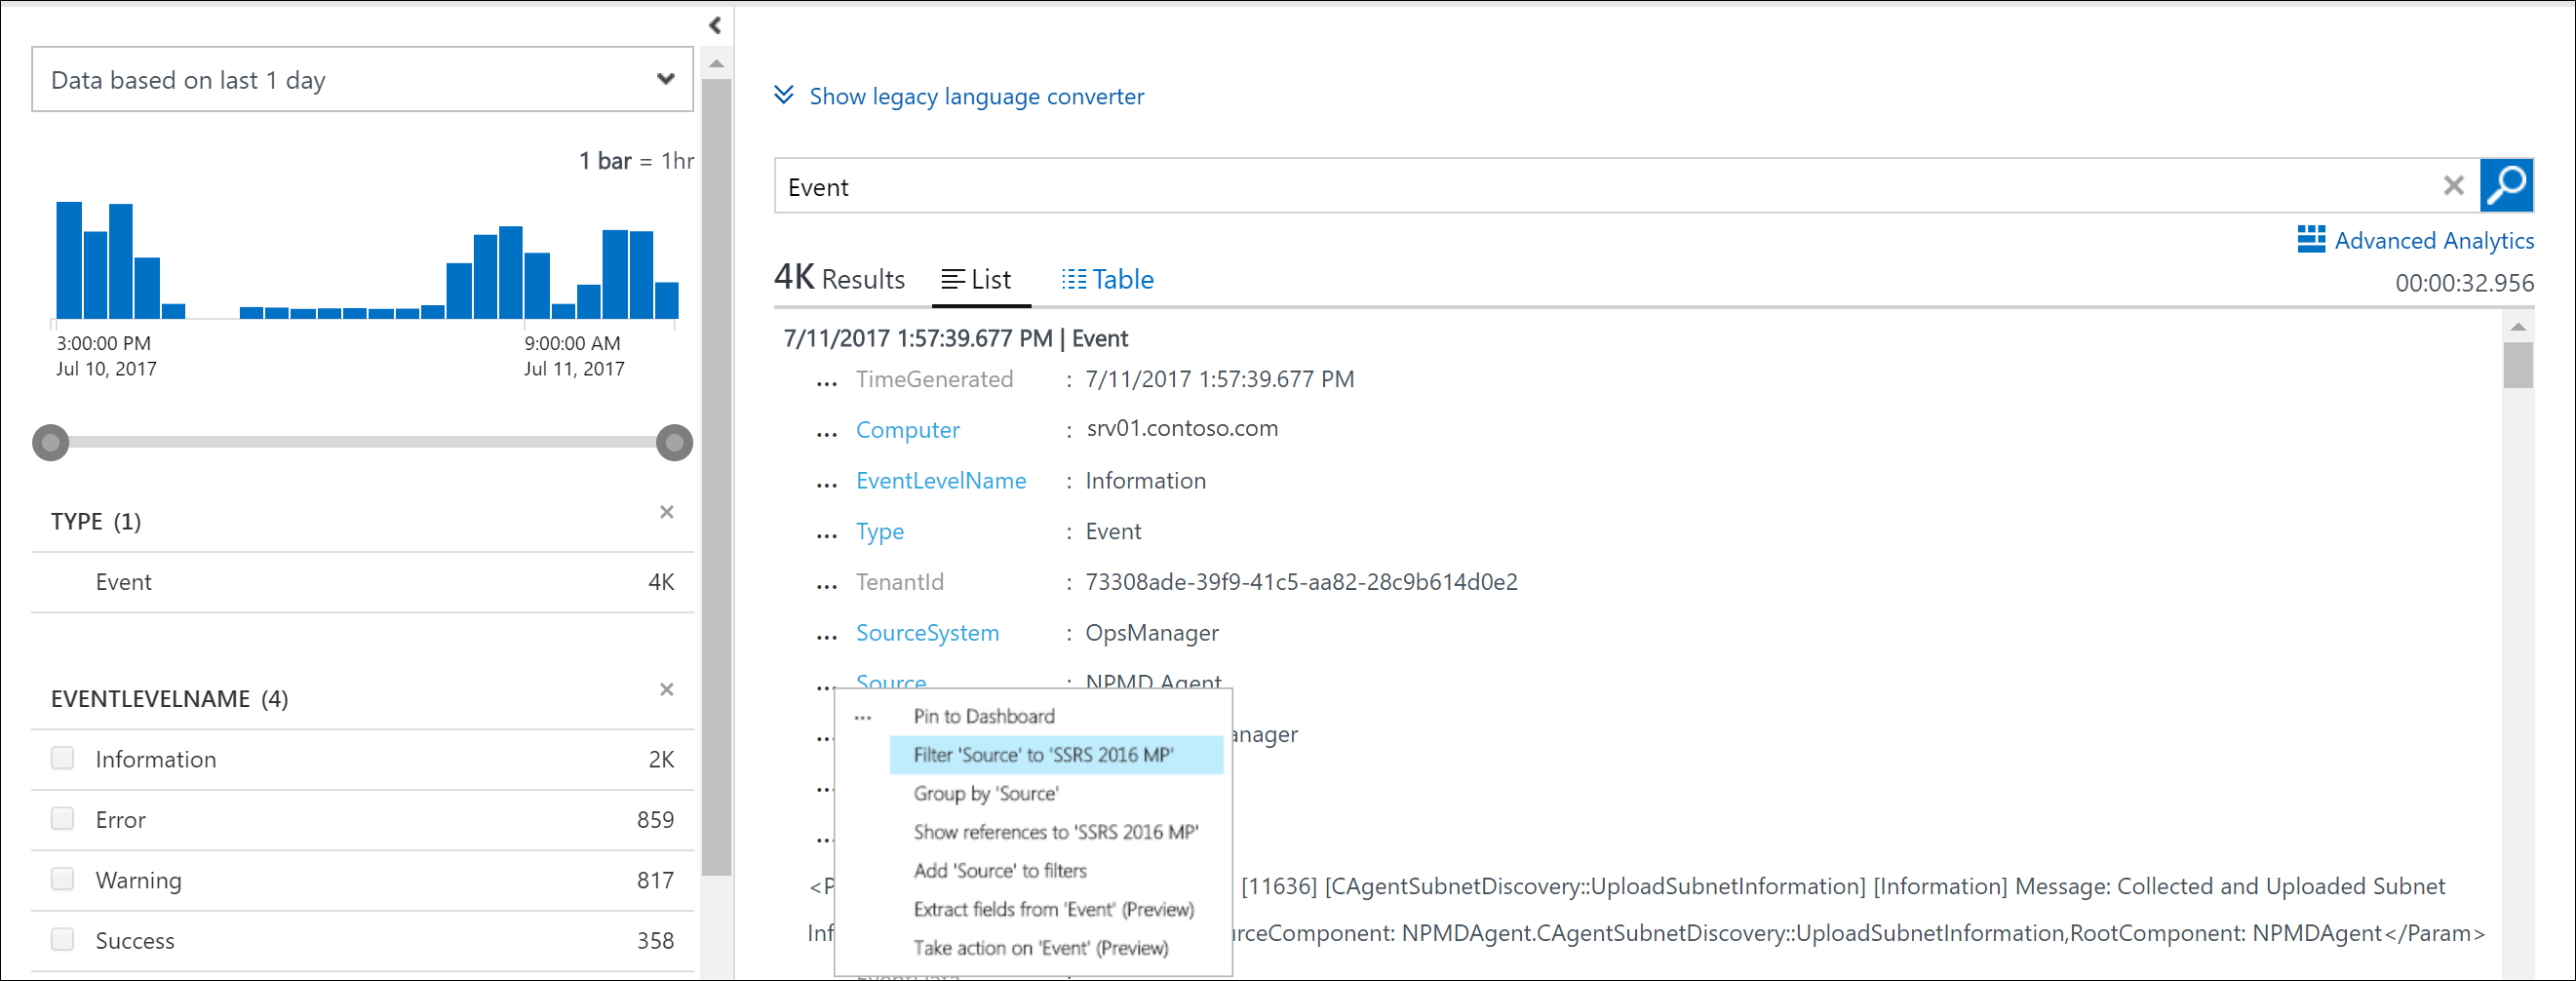 Data based on last 1 day
1 bar = 1hr
3:00:00 PM
Jul 10, 2017
9:00:00 AM
Jul 11, 2017
TYPE (1)
Event 4K
EVENTLEVELNAME (4)
Information 2K
Error 859
Warning 817
Success 358
Show legacy language converter
Event
Advanced Analytics
4K Results List Table
00:00:32.956
7/11/2017 1:57:39.677 PM | Event
... TimeGenerated : 7/11/2017 1:57:39.677 PM
... Computer : srv01.contoso.com
... EventLevelName : Information
... Type : Event
... TenantId : 73308ade-39f9-41c5-aa82-28c9b614d0e2
... SourceSystem : OpsManager
... Source : NPMD Agent
... Pin to Dashboard
Filter 'Source' to 'SSRS 2016 MP'
Group by 'Source'
Show references to 'SSRS 2016 MP'
Add 'Source' to filters
Extract fields from 'Event' (Preview)
Take action on 'Event' (Preview)
anager
<P [11636] [CAgentSubnetDiscovery::UploadSubnetInformation] [Information] Message: Collected and Uploaded Subnet
Inf urceComponent: NPMDAgent.CAgentSubnetDiscovery::UploadSubnetInformation,RootComponent: NPMDAgent</Param>
EventData :